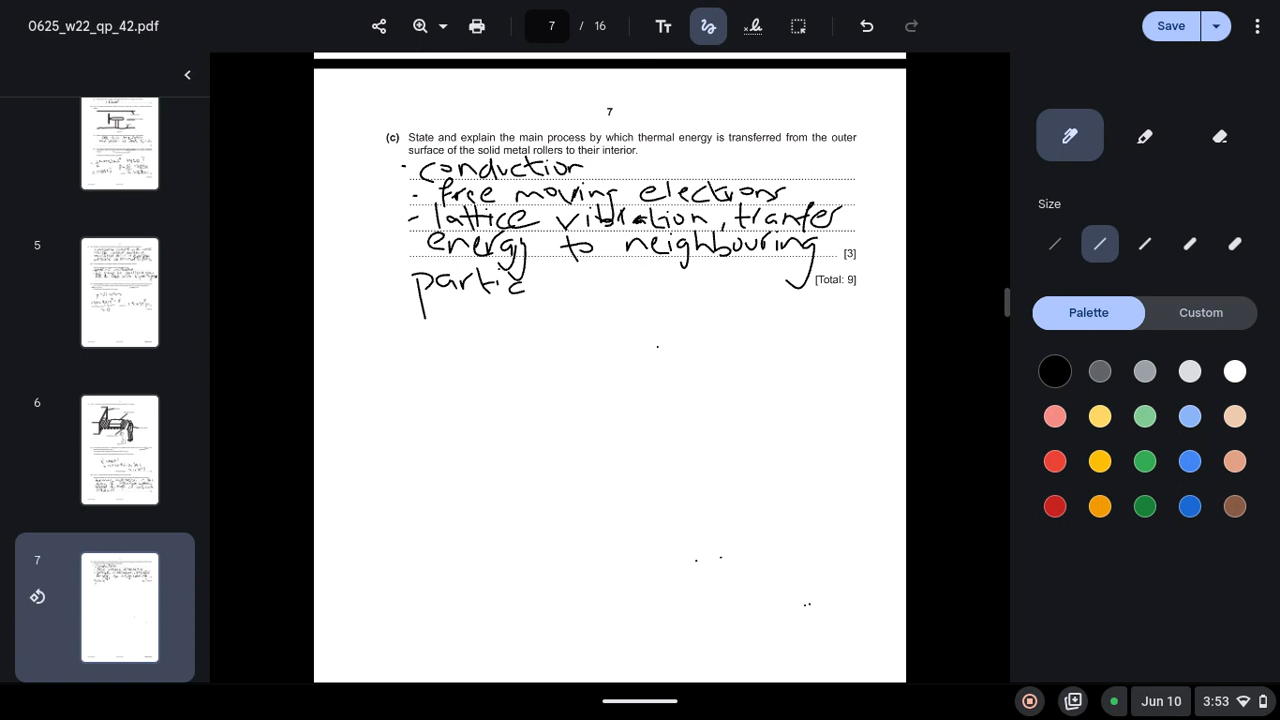 0625_w22_qp_42.pdf
7 / 16
Save
5
6
7
7
(c) State and explain the main process by which thermal energy is transferred from the outer
surface of the solid metal rollers to their interior.
- conduction
- free moving electrons
- lattice vibration, tranfer
energy to neighbouring
[3]
partic
[Total: 9]
Size
Palette
Custom
Jun 10
3:53